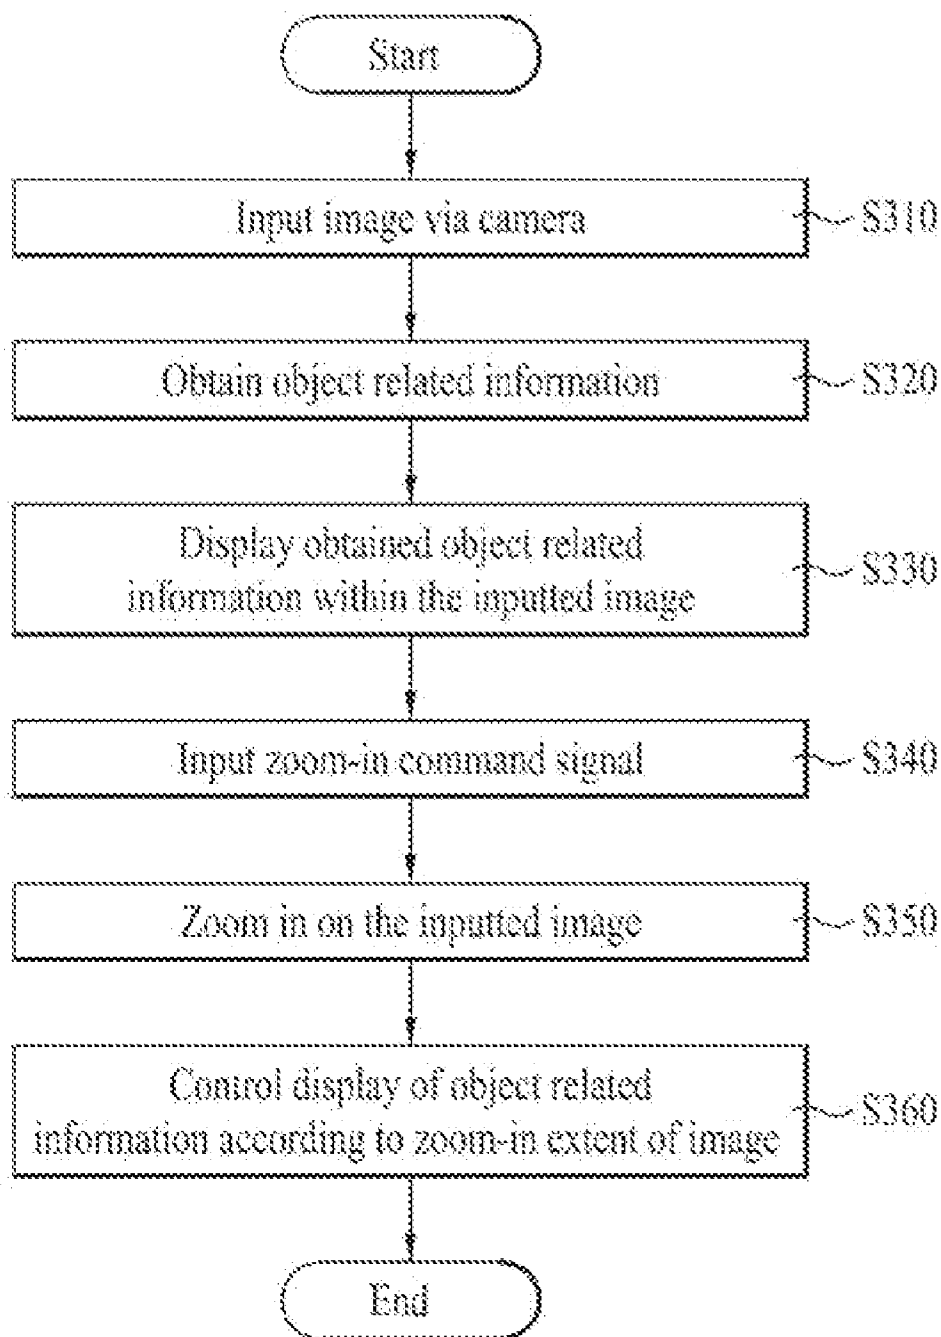 Start
Input image via camera
S310
Obtain object related information
S320
Display obtained object related
information within the inputted image
S330
Input zoom-in command signal
S340
Zoom in on the inputted image
S350
Control display of object related
information according to zoom-in extent of image
S360
End